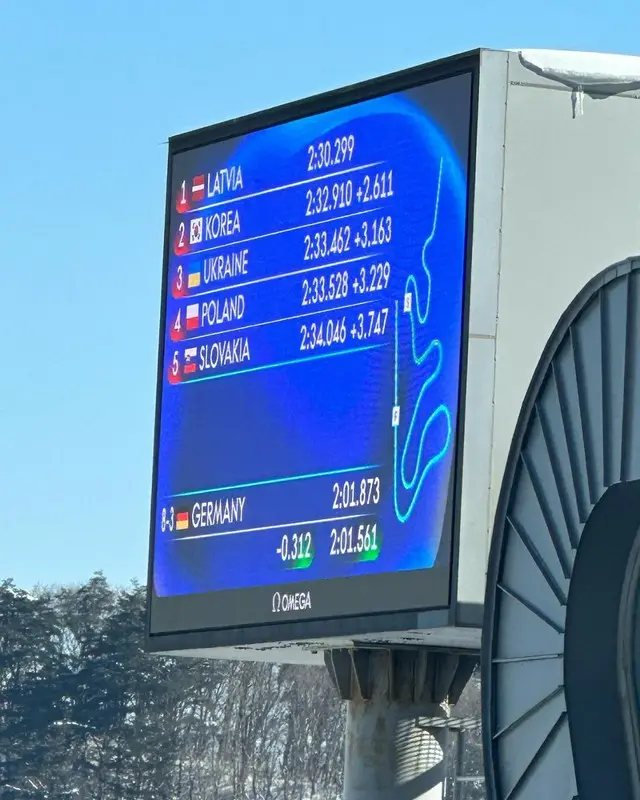 1 LATVIA 2:30.299
2 KOREA 2:32.910 +2.611
3 UKRAINE 2:33.462 +3.163
4 POLAND 2:33.528 +3.229
5 SLOVAKIA 2:34.046 +3.747
S
F
8-3 GERMANY 2:01.873
-0.312 2:01.561
Ω OMEGA